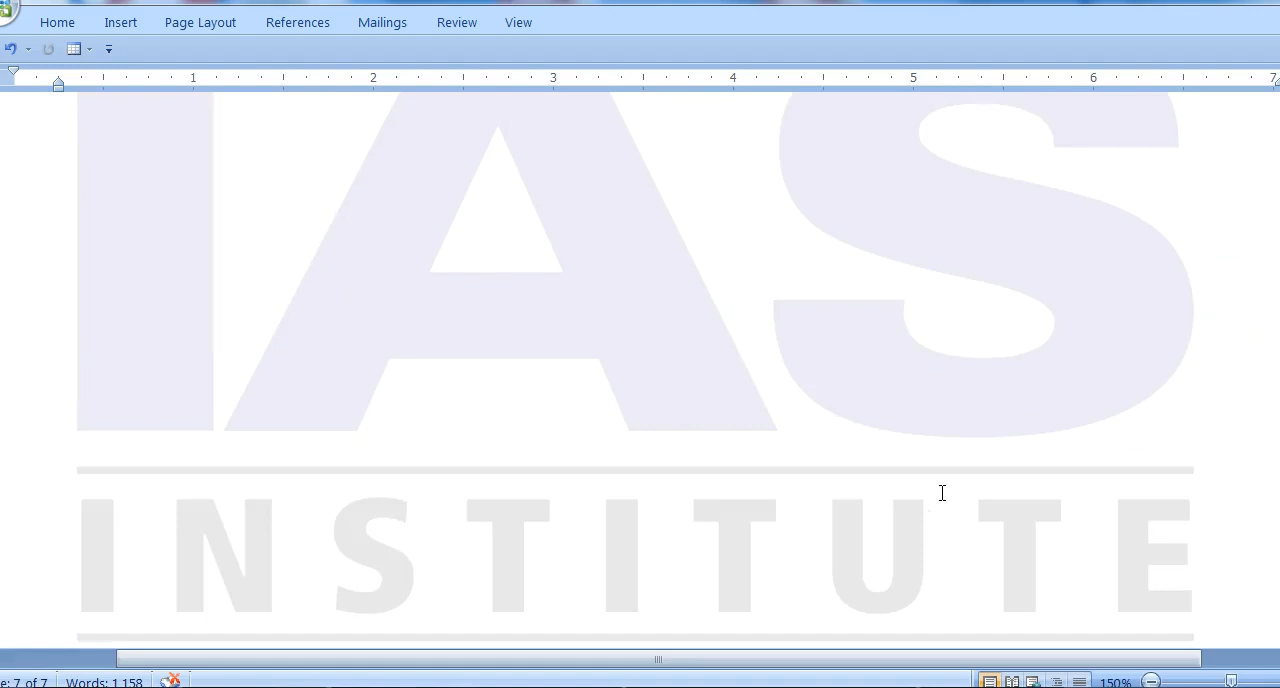 Home Insert Page Layout References Mailings Review View
1 2 3 4 5 6 7
IAS
INSTITUTE
e: 7 of 7 Words: 1,158 150%